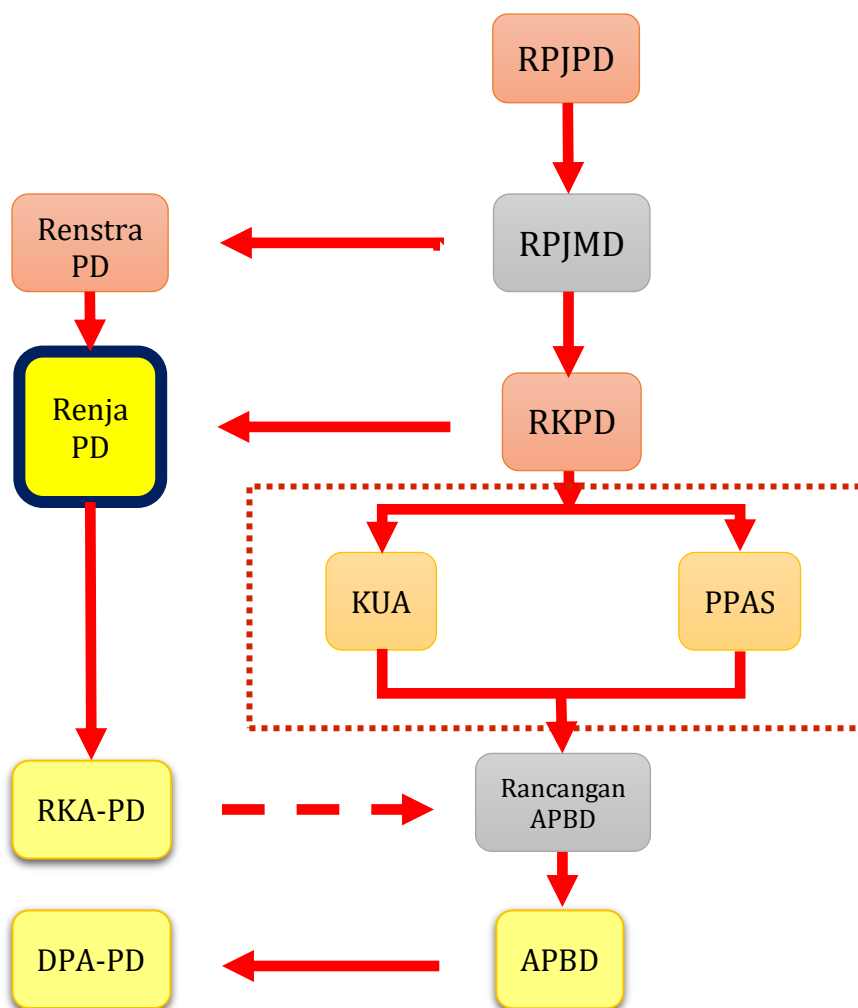 RPJPD
Renstra
PD
RPJMD
Renja
PD
RKPD
KUA
PPAS
RKA-PD
Rancangan
APBD
DPA-PD
APBD